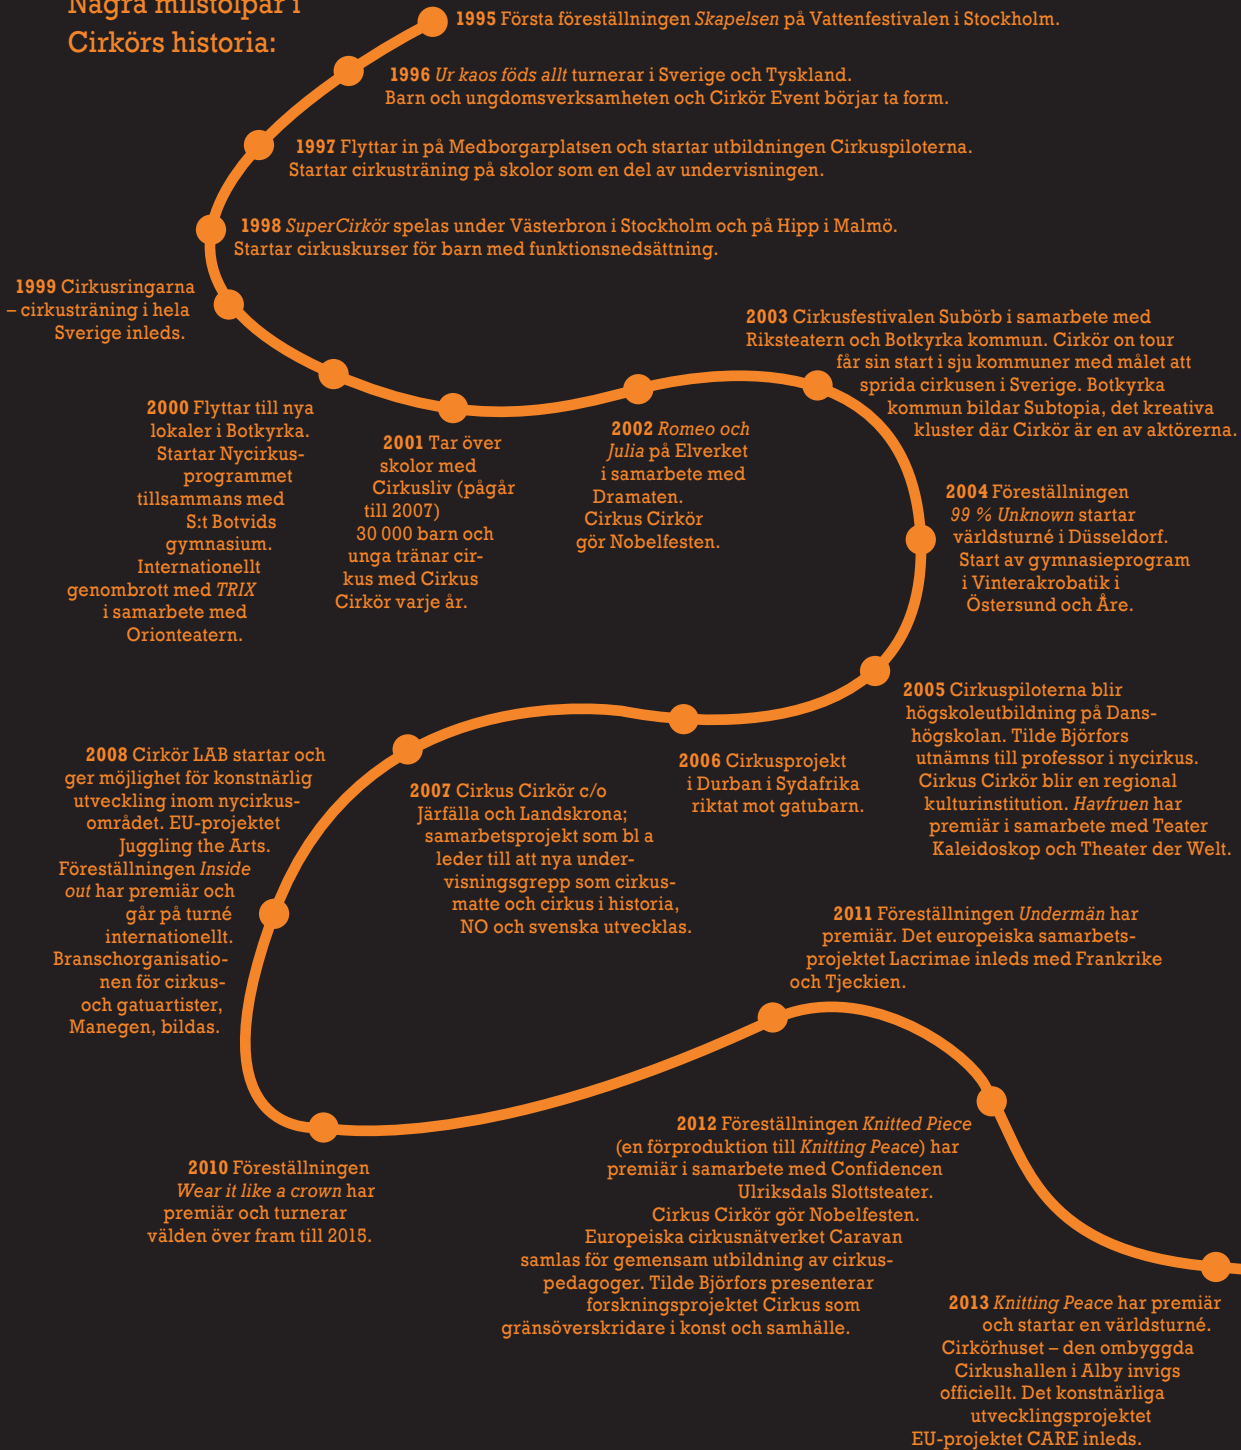 Några milstolpar i
Cirkörs historia:
1995 Första föreställningen Skapelsen på Vattenfestivalen i Stockholm.
1996 Ur kaos föds allt turnerar i Sverige och Tyskland.
Barn och ungdomsverksamheten och Cirkör Event börjar ta form.
1997 Flyttar in på Medborgarplatsen och startar utbildningen Cirkuspiloterna.
Startar cirkusträning på skolor som en del av undervisningen.
1998 SuperCirkör spelas under Västerbron i Stockholm och på Hipp i Malmö.
Startar cirkuskurser för barn med funktionsnedsättning.
1999 Cirkusringarna
– cirkusträning i hela
Sverige inleds.
2000 Flyttar till nya
lokaler i Botkyrka.
Startar Nycirkus-
programmet
tillsammans med
S:t Botvids
gymnasium.
Internationellt
genombrott med TRIX
i samarbete med
Orionteatern.
2001 Tar över
skolor med
Cirkusliv (pågår
till 2007)
30 000 barn och
unga tränar cir-
kus med Cirkus
Cirkör varje år.
2002 Romeo och
Julia på Elverket
i samarbete med
Dramaten.
Cirkus Cirkör
gör Nobelfesten.
2003 Cirkusfestivalen Subörb i samarbete med
Riksteatern och Botkyrka kommun. Cirkör on tour
får sin start i sju kommuner med målet att
sprida cirkusen i Sverige. Botkyrka
kommun bildar Subtopia, det kreativa
kluster där Cirkör är en av aktörerna.
2004 Föreställningen
99 % Unknown startar
världsturné i Düsseldorf.
Start av gymnasieprogram
i Vinterakrobatik i
Östersund och Åre.
2005 Cirkuspiloterna blir
högskoleutbildning på Dans-
högskolan. Tilde Björfors
utnämns till professor i nycirkus.
Cirkus Cirkör blir en regional
kulturinstitution. Havfruen har
premiär i samarbete med Teater
Kaleidoskop och Theater der Welt.
2006 Cirkusprojekt
i Durban i Sydafrika
riktat mot gatubarn.
2007 Cirkus Cirkör c/o
Järfälla och Landskrona;
samarbetsprojekt som bl a
leder till att nya under-
visningsgrepp som cirkus-
matte och cirkus i historia,
NO och svenska utvecklas.
2008 Cirkör LAB startar och
ger möjlighet för konstnärlig
utveckling inom nycirkus-
området. EU-projektet
Juggling the Arts.
Föreställningen Inside
out har premiär och
går på turné
internationellt.
Branschorganisatio-
nen för cirkus-
och gatuartister,
Manegen, bildas.
2010 Föreställningen
Wear it like a crown har
premiär och turnerar
välden över fram till 2015.
2011 Föreställningen Undermän har
premiär. Det europeiska samarbets-
projektet Lacrimae inleds med Frankrike
och Tjeckien.
2012 Föreställningen Knitted Piece
(en förproduktion till Knitting Peace) har
premiär i samarbete med Confidencen
Ulriksdals Slottsteater.
Cirkus Cirkör gör Nobelfesten.
Europeiska cirkusnätverket Caravan
samlas för gemensam utbildning av cirkus-
pedagoger. Tilde Björfors presenterar
forskningsprojektet Cirkus som
gränsöverskridare i konst och samhälle.
2013 Knitting Peace har premiär
och startar en världsturné.
Cirkörhuset – den ombyggda
Cirkushallen i Alby invigs
officiellt. Det konstnärliga
utvecklingsprojektet
EU-projektet CARE inleds.